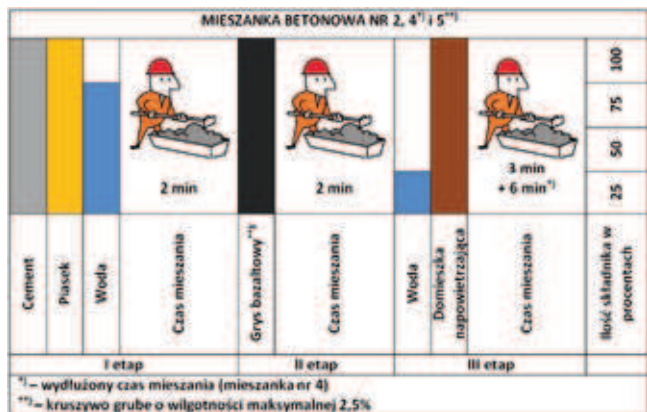 MIESZANKA BETONOWA NR 2, 4*) i 5**)
2 min
2 min
3 min
+ 6 min*)
100
75
50
25
Cement
Piasek
Woda
Czas mieszania
Grys bazaltowy**)
Czas mieszania
Woda
Domieszka
napowietrzająca
Czas mieszania
Ilość składnika w
procentach
I etap
II etap
III etap
*) – wydłużony czas mieszania (mieszanka nr 4)
**) – kruszywo grube o wilgotności maksymalnej 2,5%